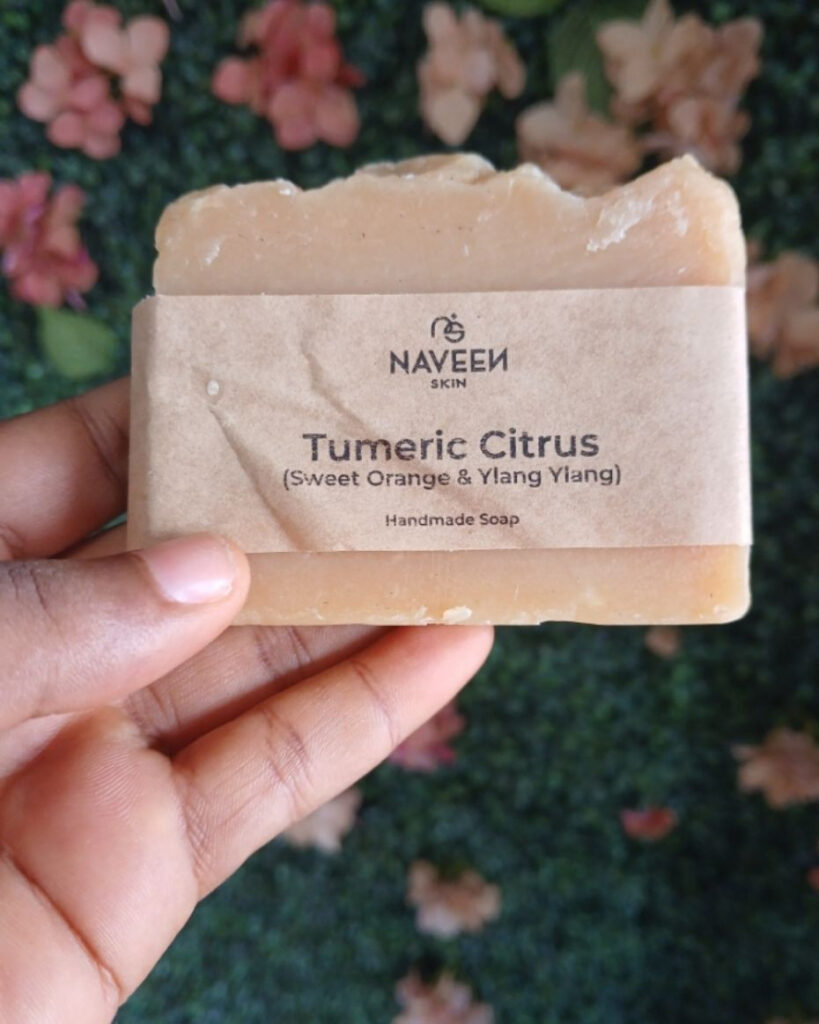 NAVEEN
SKIN
Tumeric Citrus
(Sweet Orange & Ylang Ylang)
Handmade Soap